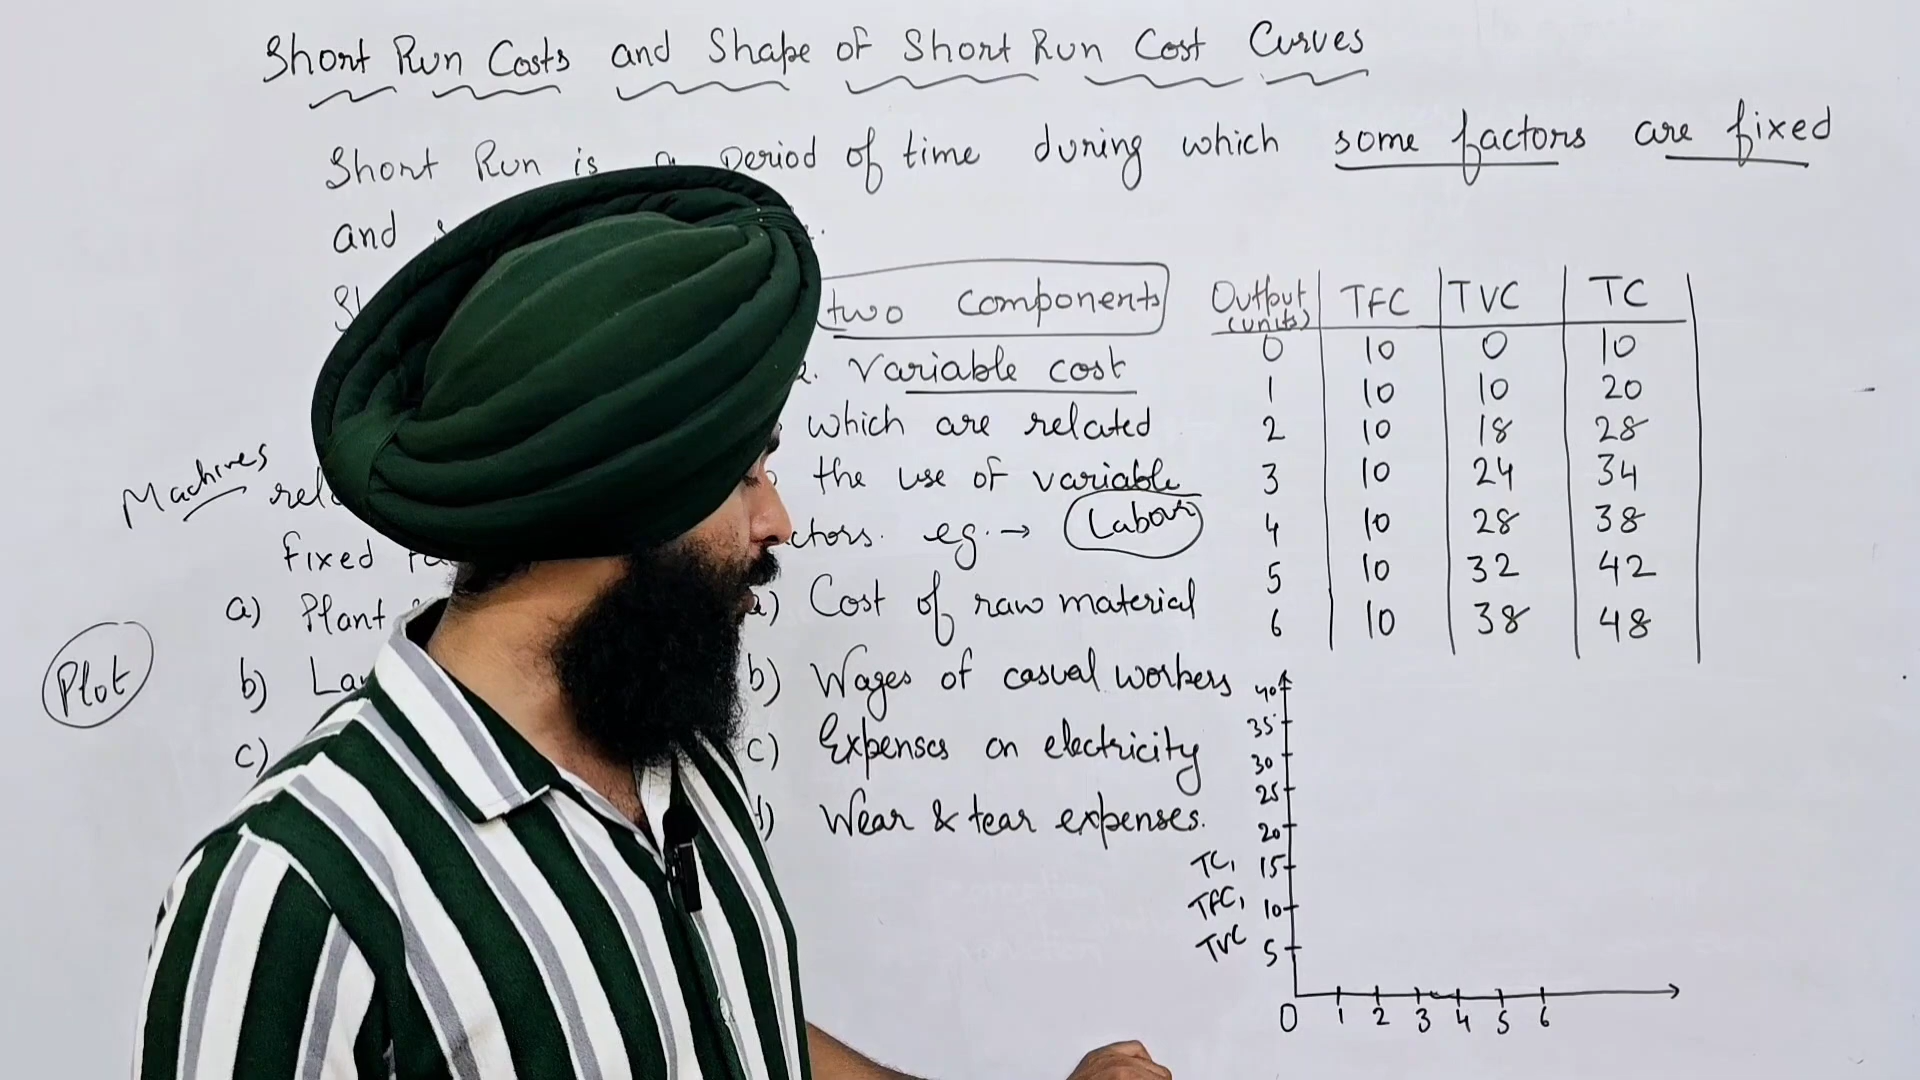 Short Run Costs and Shape of Short Run Cost Curves
Short Run is a period of time during which some factors are fixed
and
two components
variable cost
which are related
the use of variable
eg. → Labour
Machines
fixed
a) Plant
b)
c)
Plot
a) Cost of raw material
b) Wages of casual workers
c) Expenses on electricity
d) Wear & tear expenses.
Output (units) TFC TVC TC
0 10 0 10
1 10 10 20
2 10 18 28
3 10 24 34
4 10 28 38
5 10 32 42
6 10 38 48
40
35
30
25
20
TC, 15
TFC, 10
TVC 5
0 1 2 3 4 5 6